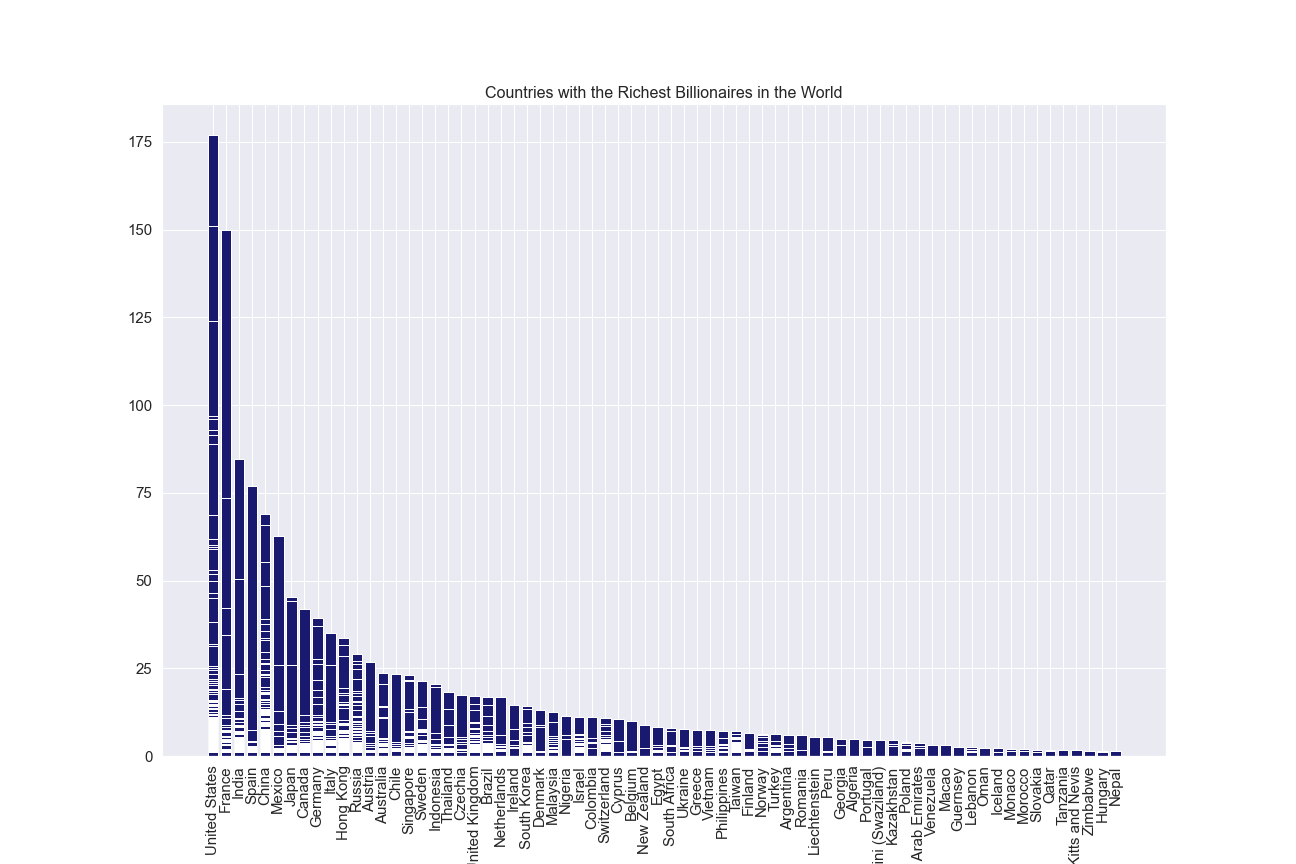 Countries with the Richest Billionaires in the World
175
150
125
100
75
50
25
0
United States
France
India
Spain
China
Mexico
Japan
Canada
Germany
Italy
Hong Kong
Russia
Austria
Australia
Chile
Singapore
Sweden
Indonesia
Thailand
Czechia
United Kingdom
Brazil
Netherlands
Ireland
South Korea
Denmark
Malaysia
Nigeria
Israel
Colombia
Switzerland
Cyprus
Belgium
New Zealand
Egypt
South Africa
Ukraine
Greece
Vietnam
Philippines
Taiwan
Finland
Norway
Turkey
Argentina
Romania
Liechtenstein
Peru
Georgia
Algeria
Portugal
ini (Swaziland)
Kazakhstan
Poland
Arab Emirates
Venezuela
Macao
Guernsey
Lebanon
Oman
Iceland
Monaco
Morocco
Slovakia
Qatar
Tanzania
Kitts and Nevis
Zimbabwe
Hungary
Nepal